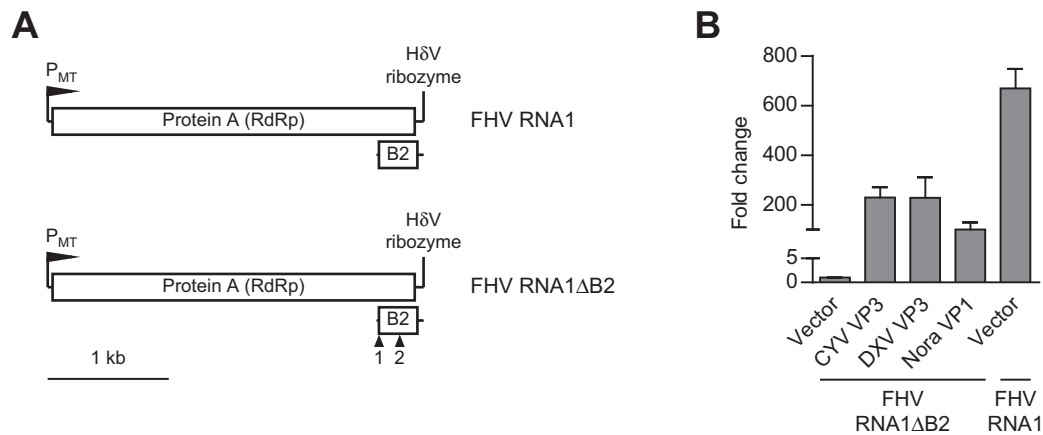 A
P_MT
HδV
ribozyme
Protein A (RdRp)
FHV RNA1
B2
P_MT
HδV
ribozyme
Protein A (RdRp)
FHV RNA1ΔB2
B2
1 2
1 kb
B
Fold change
800
600
400
200
5
0
Vector
CYV VP3
DXV VP3
Nora VP1
Vector
FHV
RNA1ΔB2
FHV
RNA1